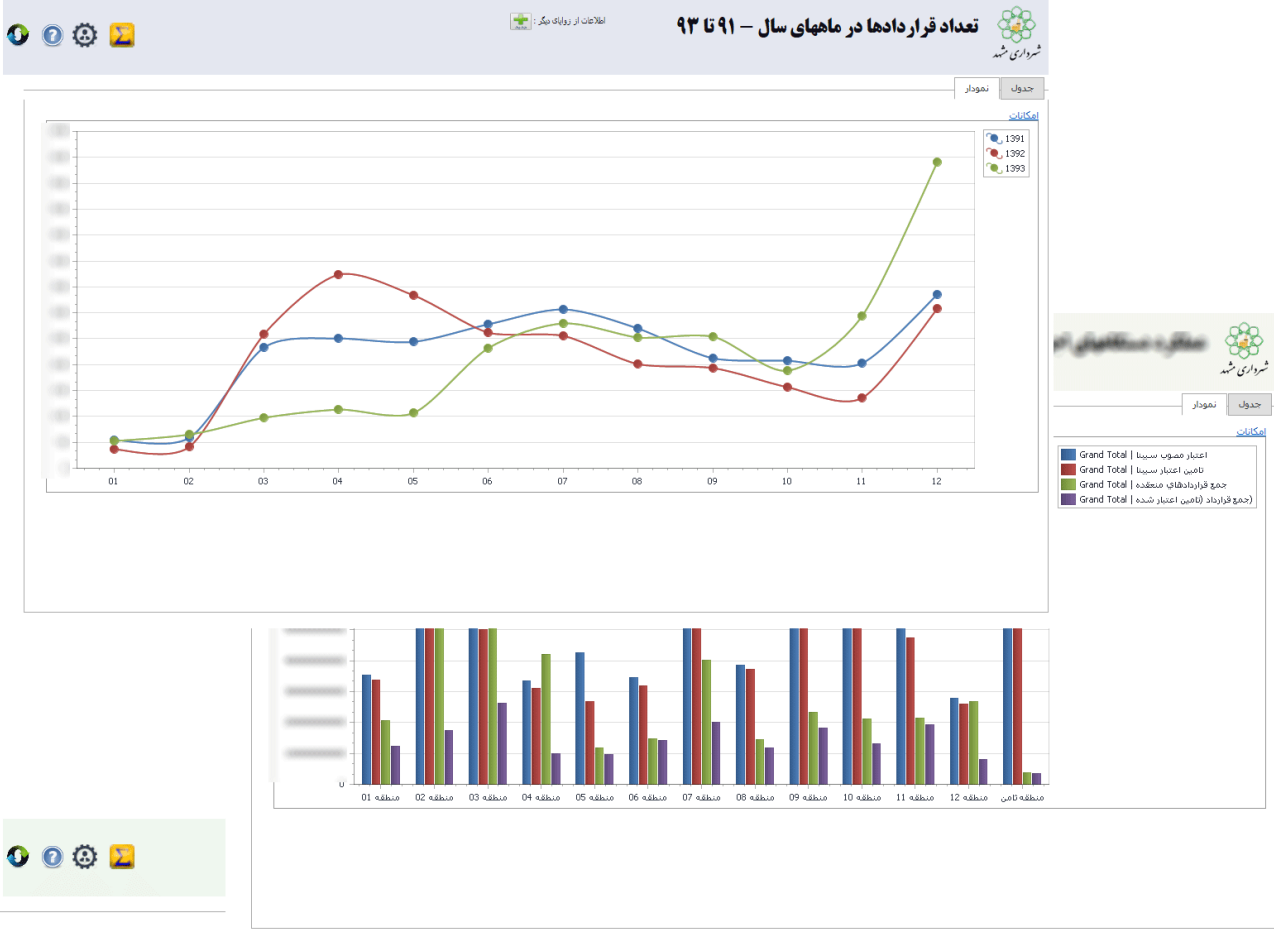 تعداد قراردادها در ماههای سال – ۹۱ تا ۹۳
اطلاعات از زوایای دیگر :
شهرداری مشهد
جدول
نمودار
امکانات
1391
1392
1393
01 02 03 04 05 06 07 08 09 10 11 12
شهرداری مشهد
جدول
نمودار
امکانات
Grand Total | اعتبار مصوب سیبنا
Grand Total | تامین اعتبار سیبنا
Grand Total | جمع قراردادهاي منعقده
Grand Total | جمع قرارداد (تامین اعتبار شده)
0
منطقه 01 منطقه 02 منطقه 03 منطقه 04 منطقه 05 منطقه 06 منطقه 07 منطقه 08 منطقه 09 منطقه 10 منطقه 11 منطقه 12 منطقه ثامن